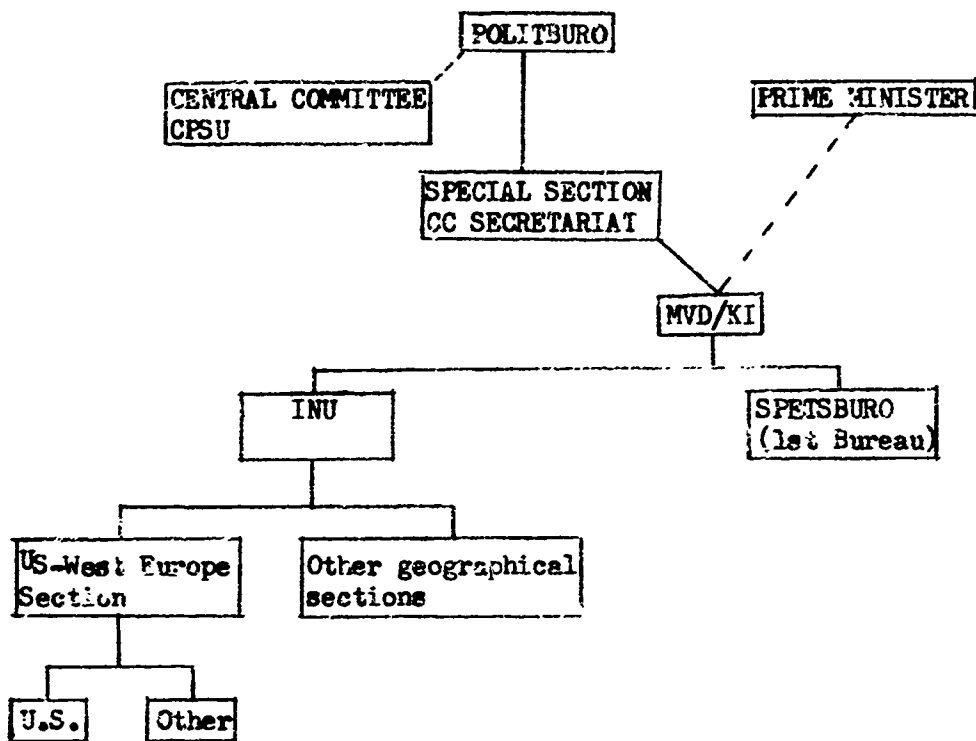 POLITBURO
CENTRAL COMMITTEE
CPSU
PRIME MINISTER
SPECIAL SECTION
CC SECRETARIAT
MVD/KI
INU
SPETSBURO
(1st Bureau)
US-West Europe
Section
Other geographical
sections
U.S.
Other